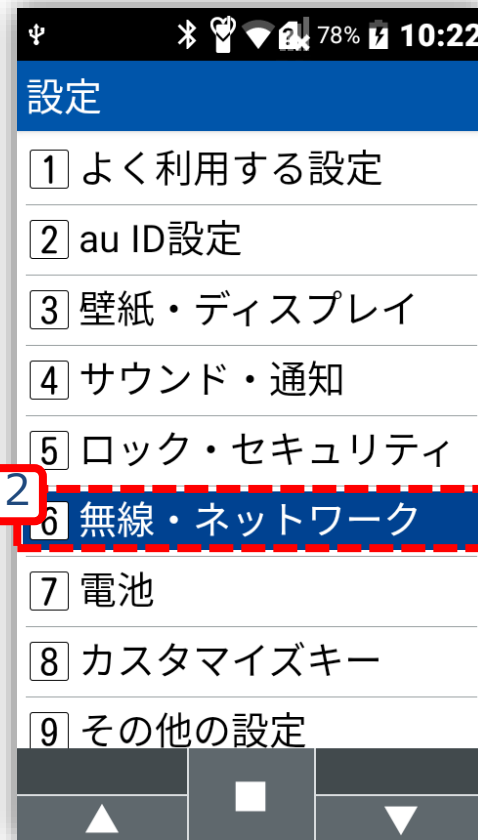 78% 10:22
設定
1 よく利用する設定
2 au ID設定
3 壁紙・ディスプレイ
4 サウンド・通知
5 ロック・セキュリティ
2
6 無線・ネットワーク
7 電池
8 カスタマイズキー
9 その他の設定